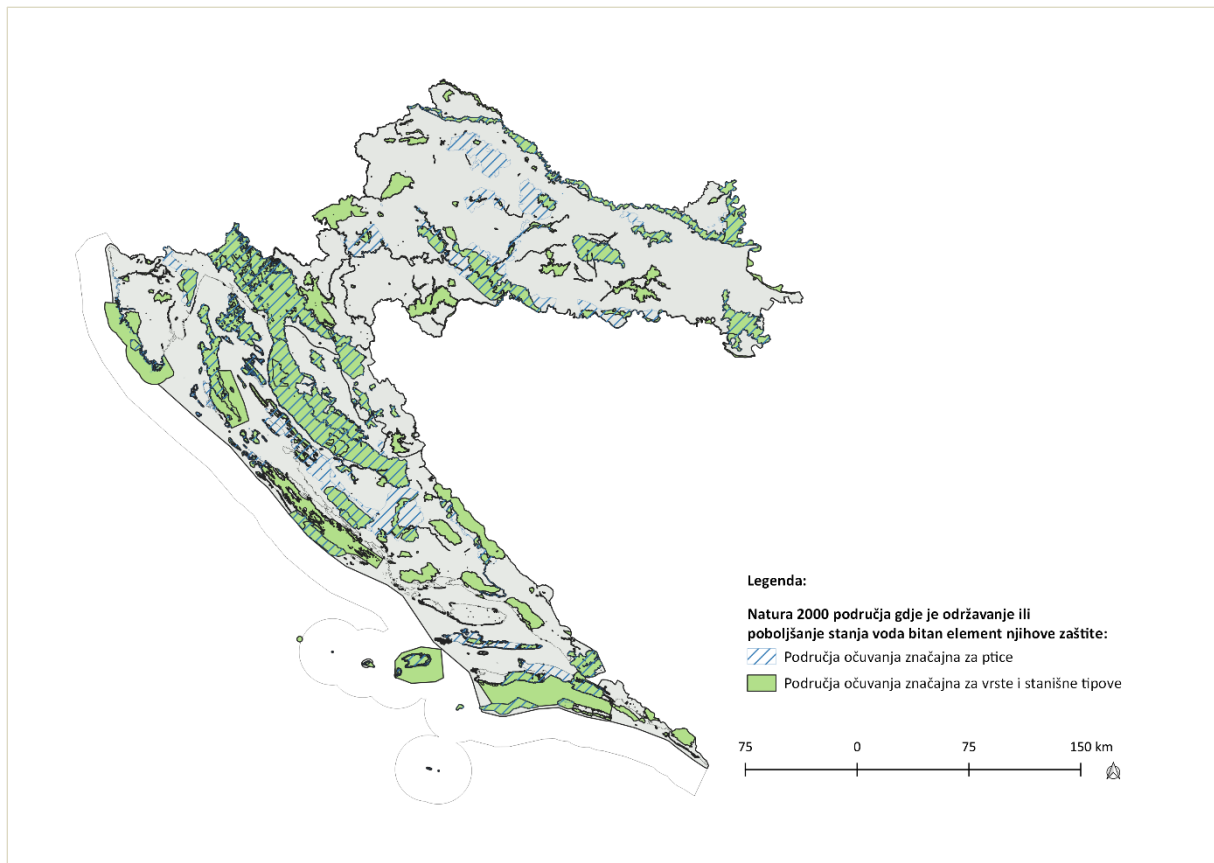 Legenda:
Natura 2000 područja gdje je održavanje ili
poboljšanje stanja voda bitan element njihove zaštite:
Područja očuvanja značajna za ptice
Područja očuvanja značajna za vrste i stanišne tipove
75 0 75 150 km